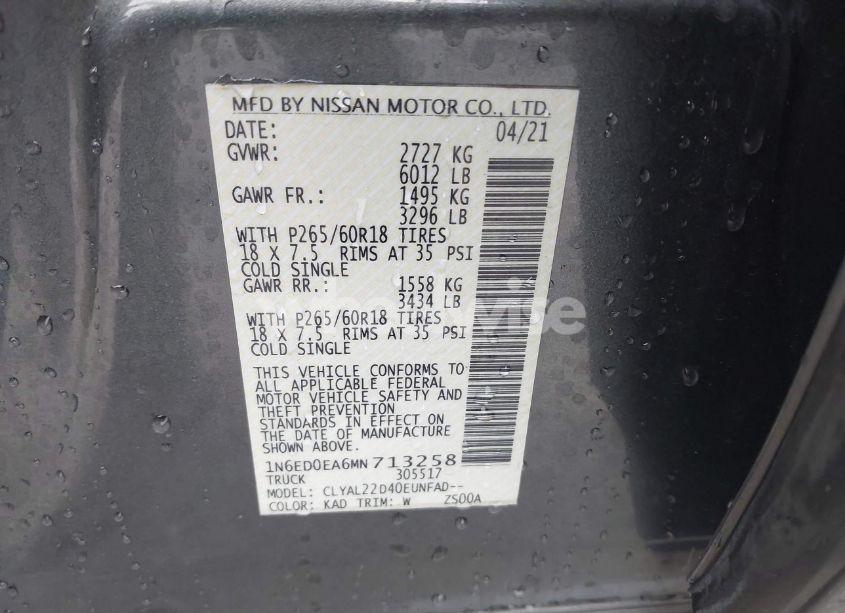 MFD BY NISSAN MOTOR CO., LTD.
DATE: 04/21
GVWR: 2727 KG
6012 LB
GAWR FR.: 1495 KG
3296 LB
WITH P265/60R18 TIRES
18 X 7.5 RIMS AT 35 PSI
COLD SINGLE
GAWR RR.: 1558 KG
3434 LB
WITH P265/60R18 TIRES
18 X 7.5 RIMS AT 35 PSI
COLD SINGLE
THIS VEHICLE CONFORMS TO
ALL APPLICABLE FEDERAL
MOTOR VEHICLE SAFETY AND
THEFT PREVENTION
STANDARDS IN EFFECT ON
THE DATE OF MANUFACTURE
SHOWN ABOVE.
1N6ED0EA6MN713258
TRUCK 305517
MODEL: CLYAL22D40EUNFAD--
COLOR: KAD TRIM: W ZS00A